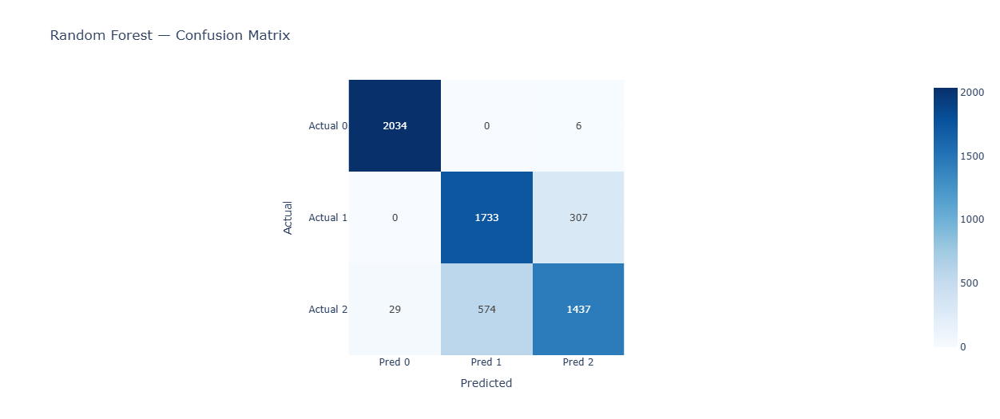 Random Forest — Confusion Matrix
Actual 0 2034 0 6
Actual 1 0 1733 307
Actual 2 29 574 1437
Pred 0 Pred 1 Pred 2
Predicted
Actual
2000
1500
1000
500
0